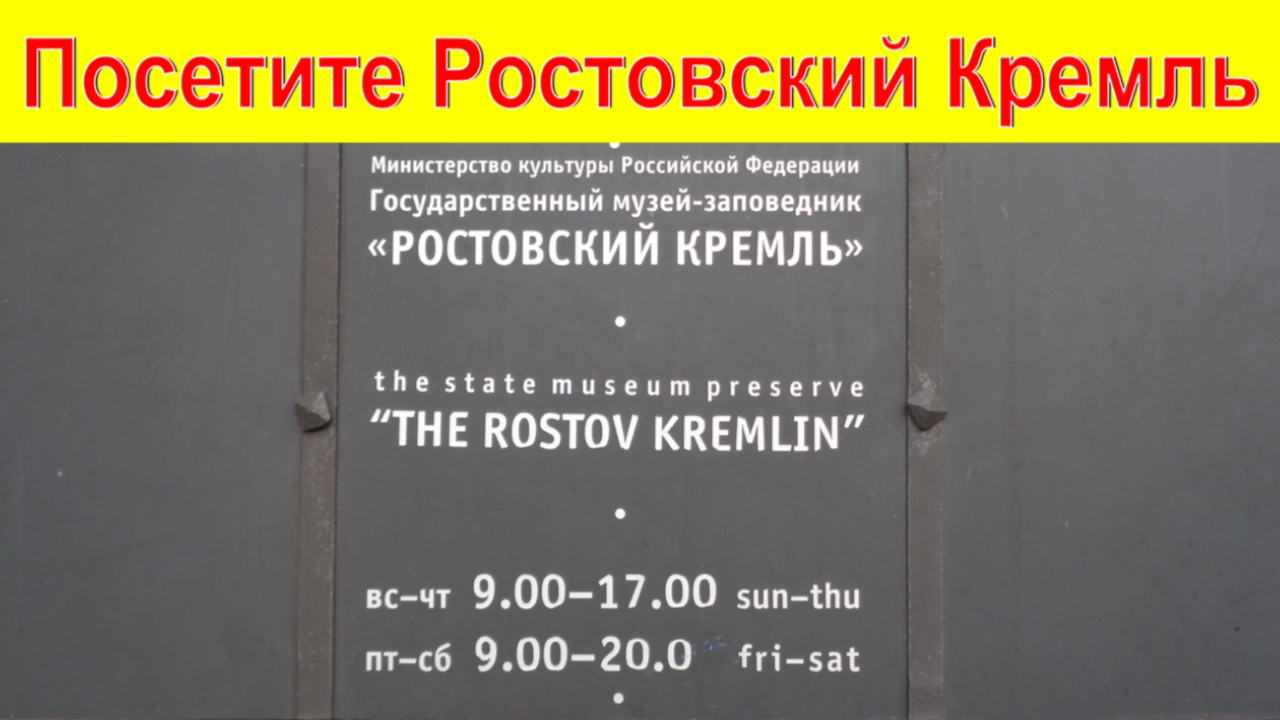 Посетите Ростовский Кремль
Министерство культуры Российской Федерации
Государственный музей-заповедник
«РОСТОВСКИЙ КРЕМЛЬ»
the state museum preserve
“THE ROSTOV KREMLIN”
вс–чт 9.00–17.00 sun–thu
пт–сб 9.00–20.0 fri–sat